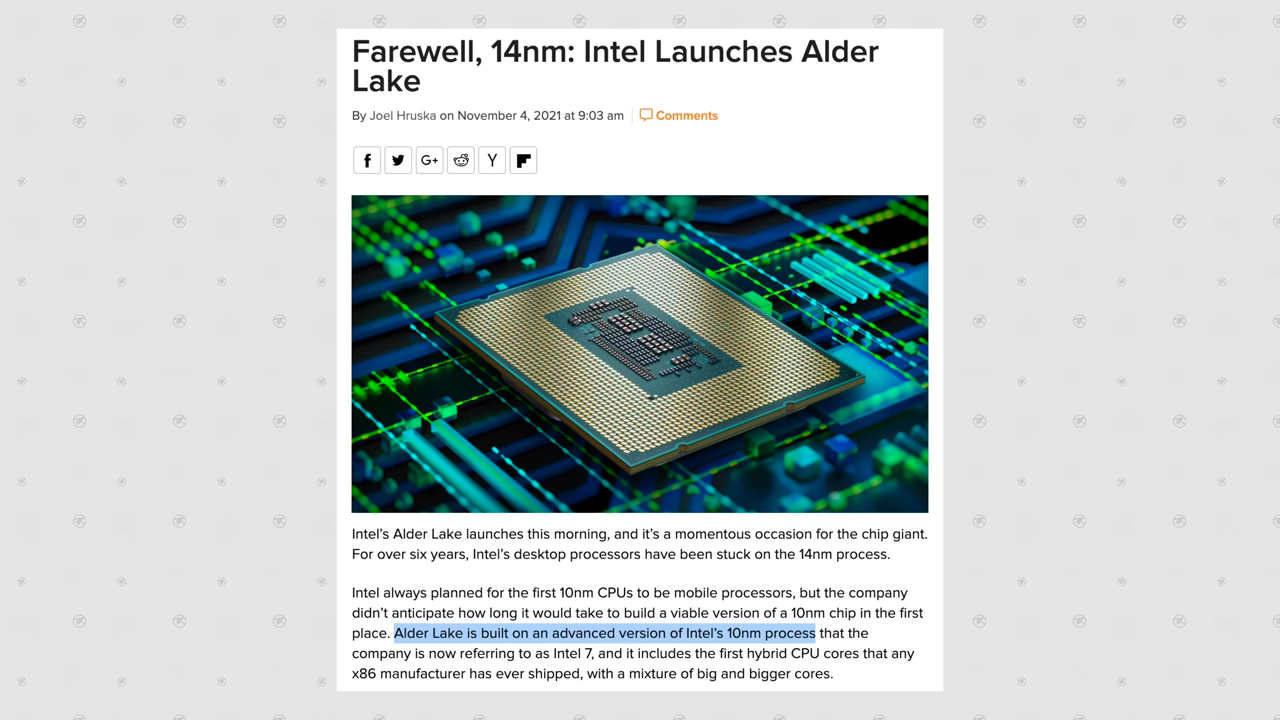 Farewell, 14nm: Intel Launches Alder
Lake
By Joel Hruska on November 4, 2021 at 9:03 am Comments
f G+ Y
Intel’s Alder Lake launches this morning, and it’s a momentous occasion for the chip giant.
For over six years, Intel’s desktop processors have been stuck on the 14nm process.
Intel always planned for the first 10nm CPUs to be mobile processors, but the company
didn’t anticipate how long it would take to build a viable version of a 10nm chip in the first
place. Alder Lake is built on an advanced version of Intel’s 10nm process that the
company is now referring to as Intel 7, and it includes the first hybrid CPU cores that any
x86 manufacturer has ever shipped, with a mixture of big and bigger cores.